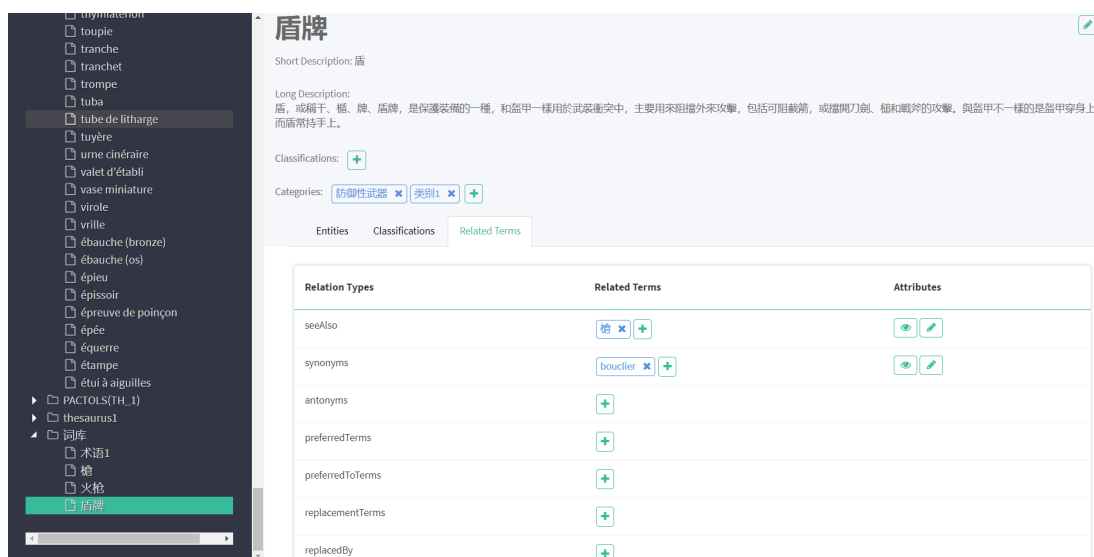 thymiaterion
toupie
tranche
tranchet
trompe
tuba
tube de litharge
tuyère
urne cinéraire
valet d'établi
vase miniature
virole
vrille
ébauche (bronze)
ébauche (os)
épieu
épissoir
épreuve de poinçon
épée
équerre
étampe
étui à aiguilles
PACTOLS(TH_1)
thesaurus1
词库
术语1
槍
火枪
盾牌
盾牌
Short Description: 盾
Long Description:
盾，或稱干、楯、牌、盾牌，是保護裝備的一種，和盔甲一樣用於武裝衝突中，主要用來阻擋外來攻擊，包括可阻截箭，或擋開刀劍、槌和戰斧的攻擊。與盔甲不一樣的是盔甲穿身上
而盾常持手上。
Classifications:
Categories: 防御性武器 类别1
Entities Classifications Related Terms
Relation Types Related Terms Attributes
seeAlso 槍
synonyms bouclier
antonyms
preferredTerms
preferredToTerms
replacementTerms
replacedBy